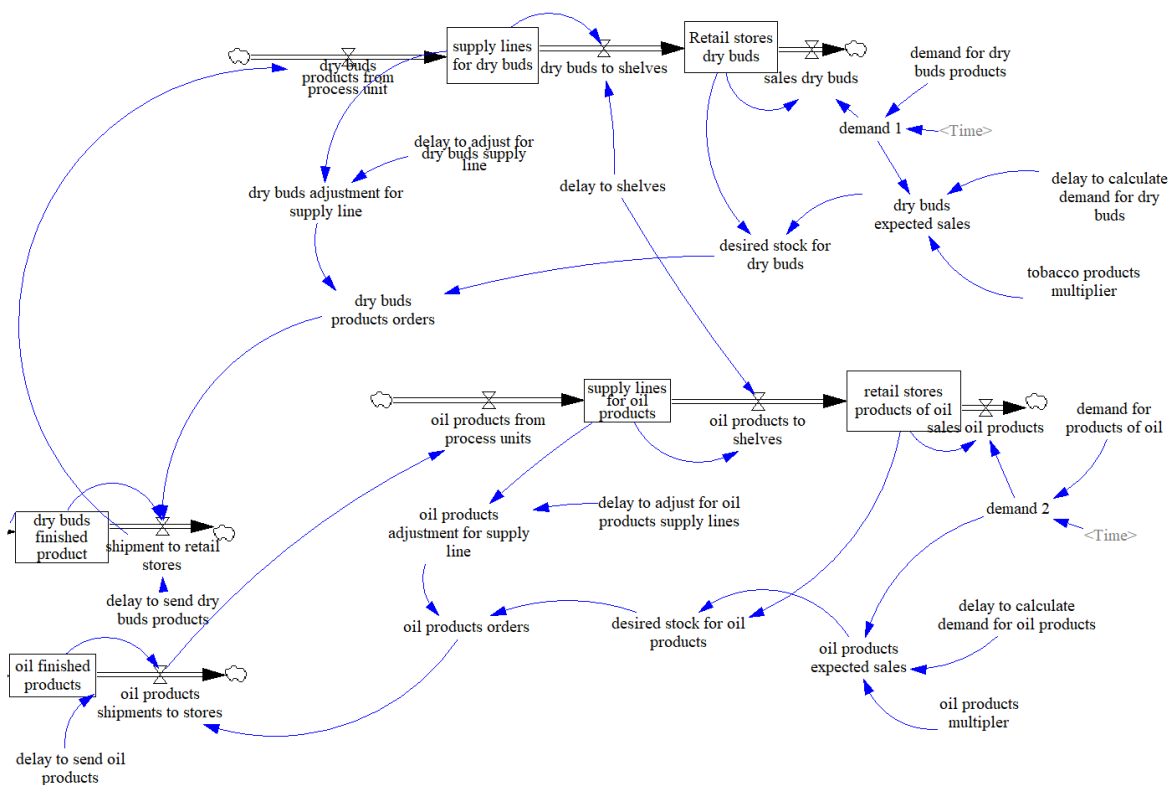 supply lines
for dry buds
Retail stores
dry buds
dry buds
products from
process unit
dry buds to shelves
sales dry buds
demand for dry
buds products
demand 1
<Time>
delay to adjust for
dry buds supply
line
dry buds adjustment for
supply line
delay to shelves
dry buds
expected sales
delay to calculate
demand for dry
buds
desired stock for
dry buds
tobacco products
multiplier
dry buds
products orders
supply lines
for oil
products
retail stores
products of oil
oil products from
process units
oil products to
shelves
sales oil products
demand for
products of oil
oil products
adjustment for supply
line
delay to adjust for oil
products supply lines
demand 2
<Time>
dry buds
finished
product
shipment to retail
stores
delay to send dry
buds products
oil products orders
desired stock for oil
products
delay to calculate
demand for oil products
oil products
expected sales
oil finished
products
oil products
shipments to stores
oil products
multipler
delay to send oil
products